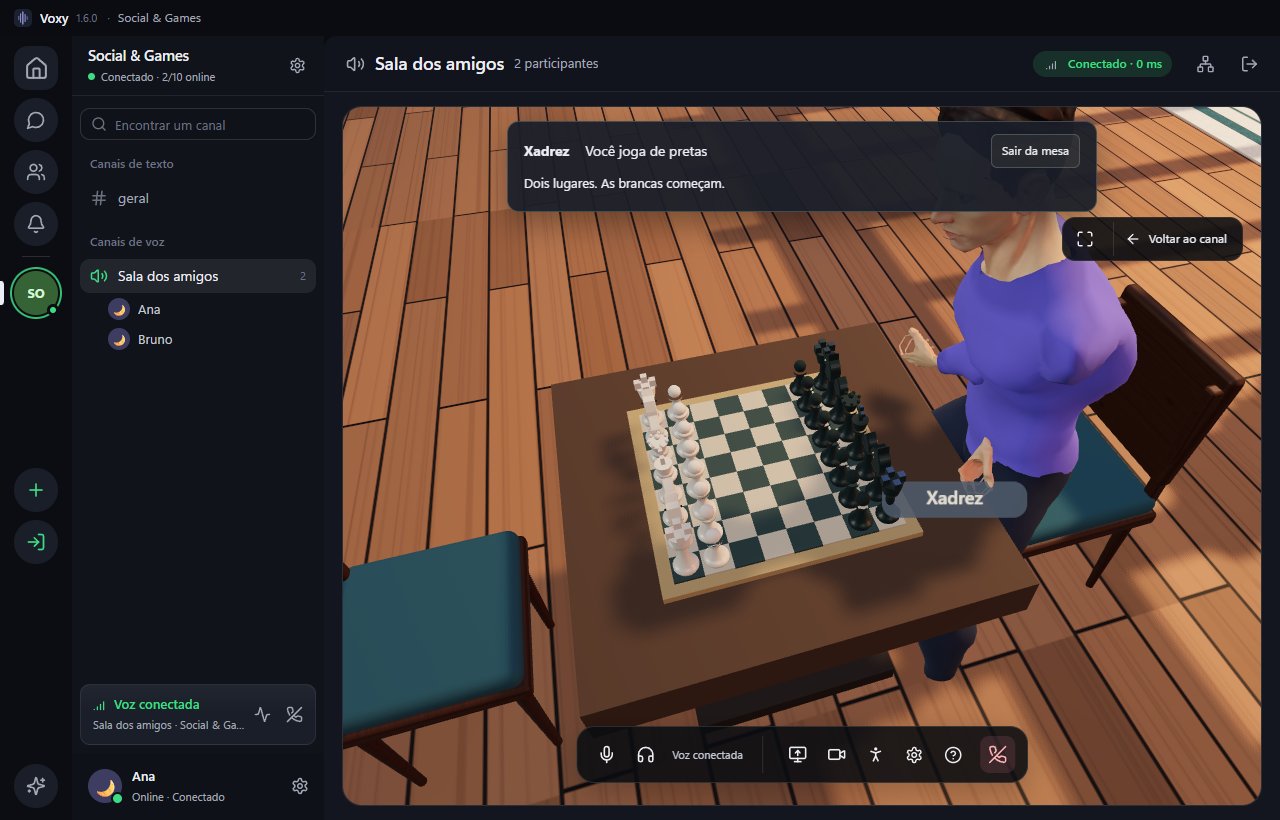 Voxy 1.6.0 · Social & Games
Social & Games
Conectado · 2/10 online
Encontrar um canal
Canais de texto
# geral
Canais de voz
Sala dos amigos 2
Ana
Bruno
SO
Voz conectada
Sala dos amigos · Social & Ga...
Ana
Online · Conectado
Sala dos amigos 2 participantes
Conectado · 0 ms
Xadrez Você joga de pretas
Sair da mesa
Dois lugares. As brancas começam.
Voltar ao canal
Xadrez
Voz conectada